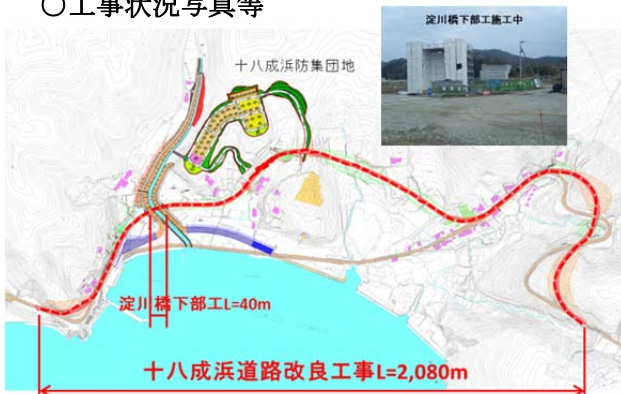 〇工事状況写真等
淀川橋下部工施工中
十八成浜防集団地
淀川橋下部工L=40m
十八成浜道路改良工事L=2,080m